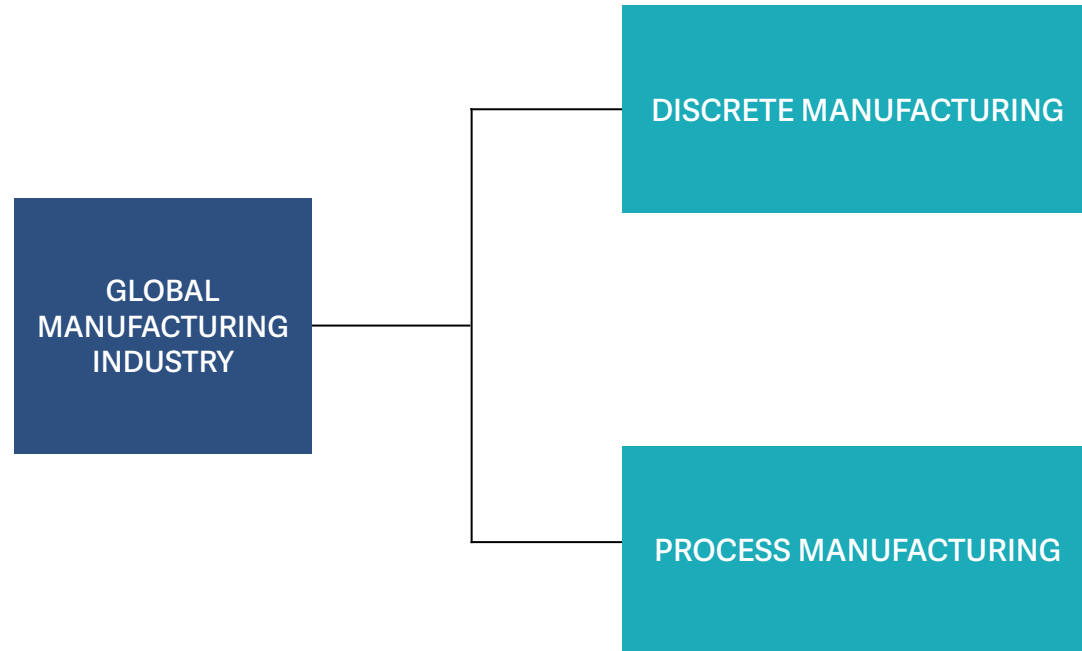 DISCRETE MANUFACTURING
GLOBAL
MANUFACTURING
INDUSTRY
PROCESS MANUFACTURING